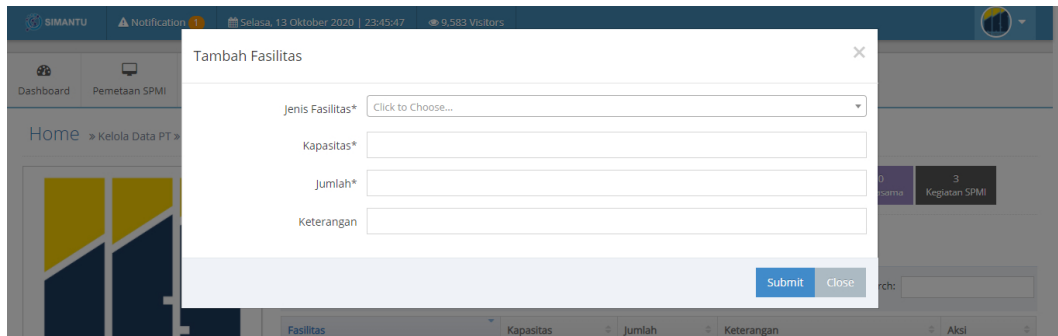 SIMANTU Notification 1 Selasa, 13 Oktober 2020 | 23:45:47 9,583 Visitors
Tambah Fasilitas ×
Dashboard Pemetaan SPMI
Jenis Fasilitas* Click to Choose...
Home » Kelola Data PT »
Kapasitas*
Jumlah*
0 3
Kegiatan SPMI
Keterangan
Submit Close
Fasilitas Kapasitas Jumlah Keterangan Aksi